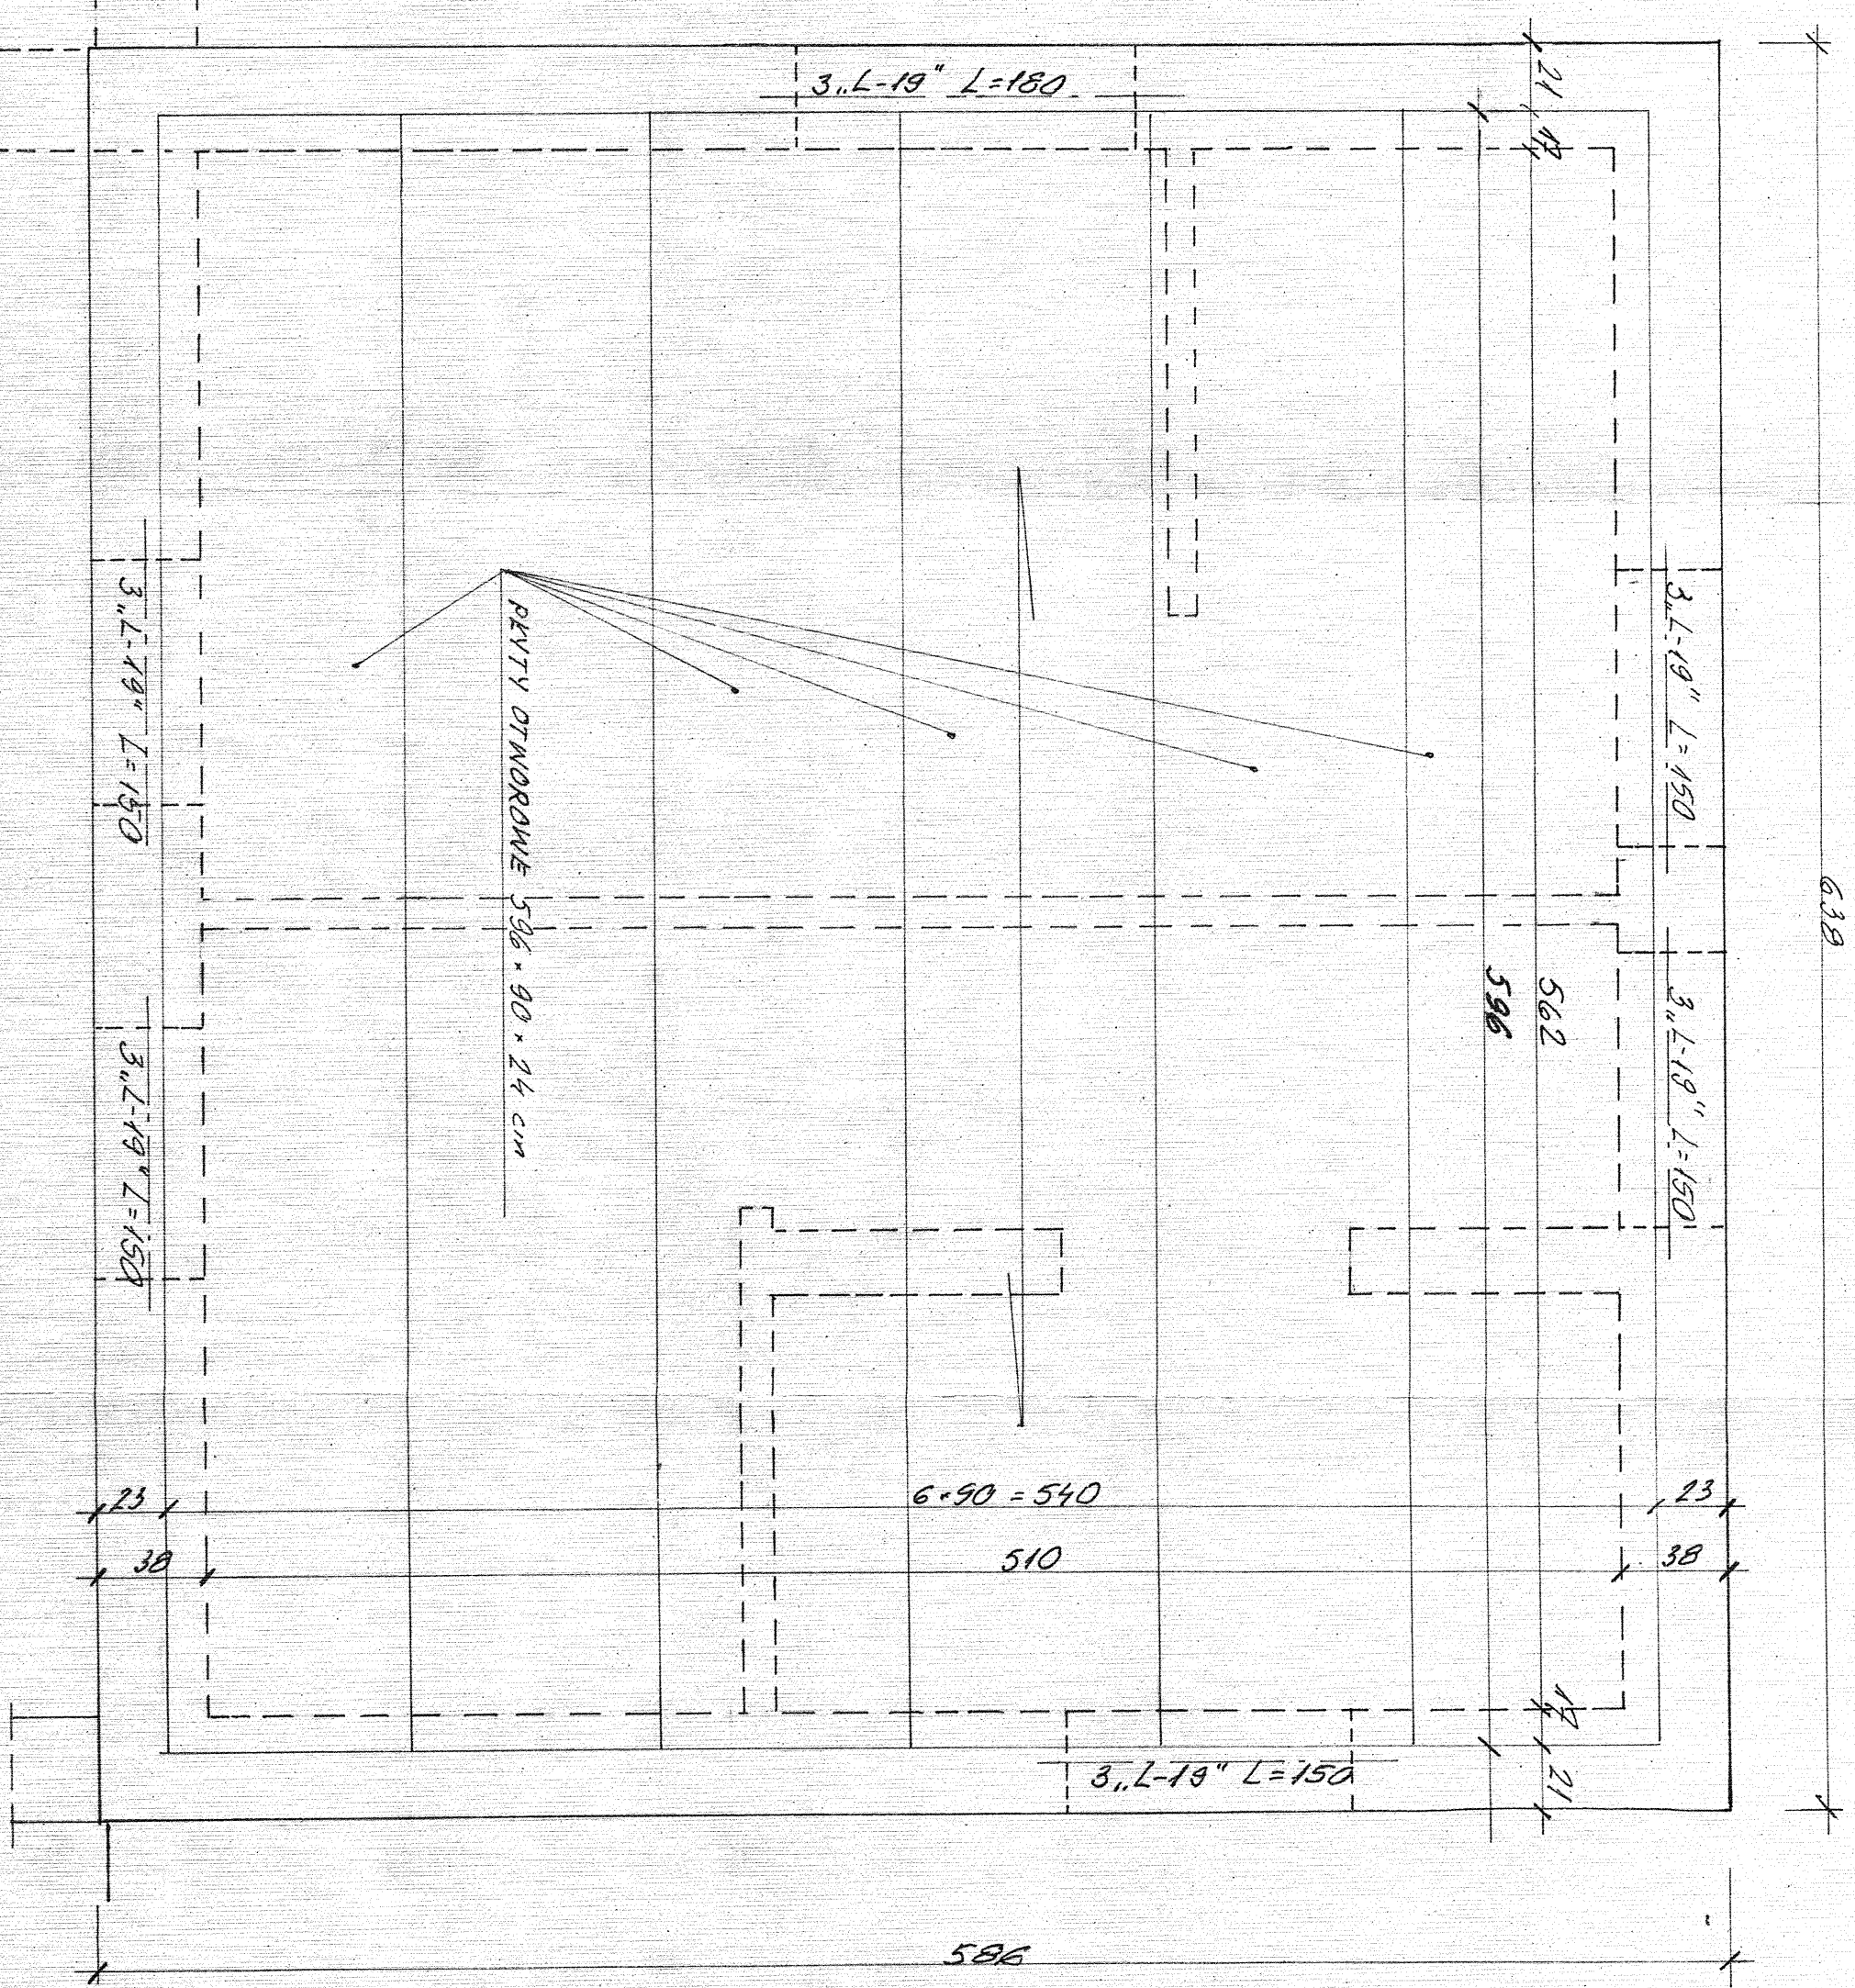 3 „L-19" L=180
21
17
3 „L-19" L=150
3 „L-19" L=150
PŁYTY OTWOROWE 596 × 90 × 24 cm
638
562
596
3 „L-19" L=150
3 „L-19" L=150
23
6×90 = 540
23
38
510
38
17
3 „L-19" L=150
21
586